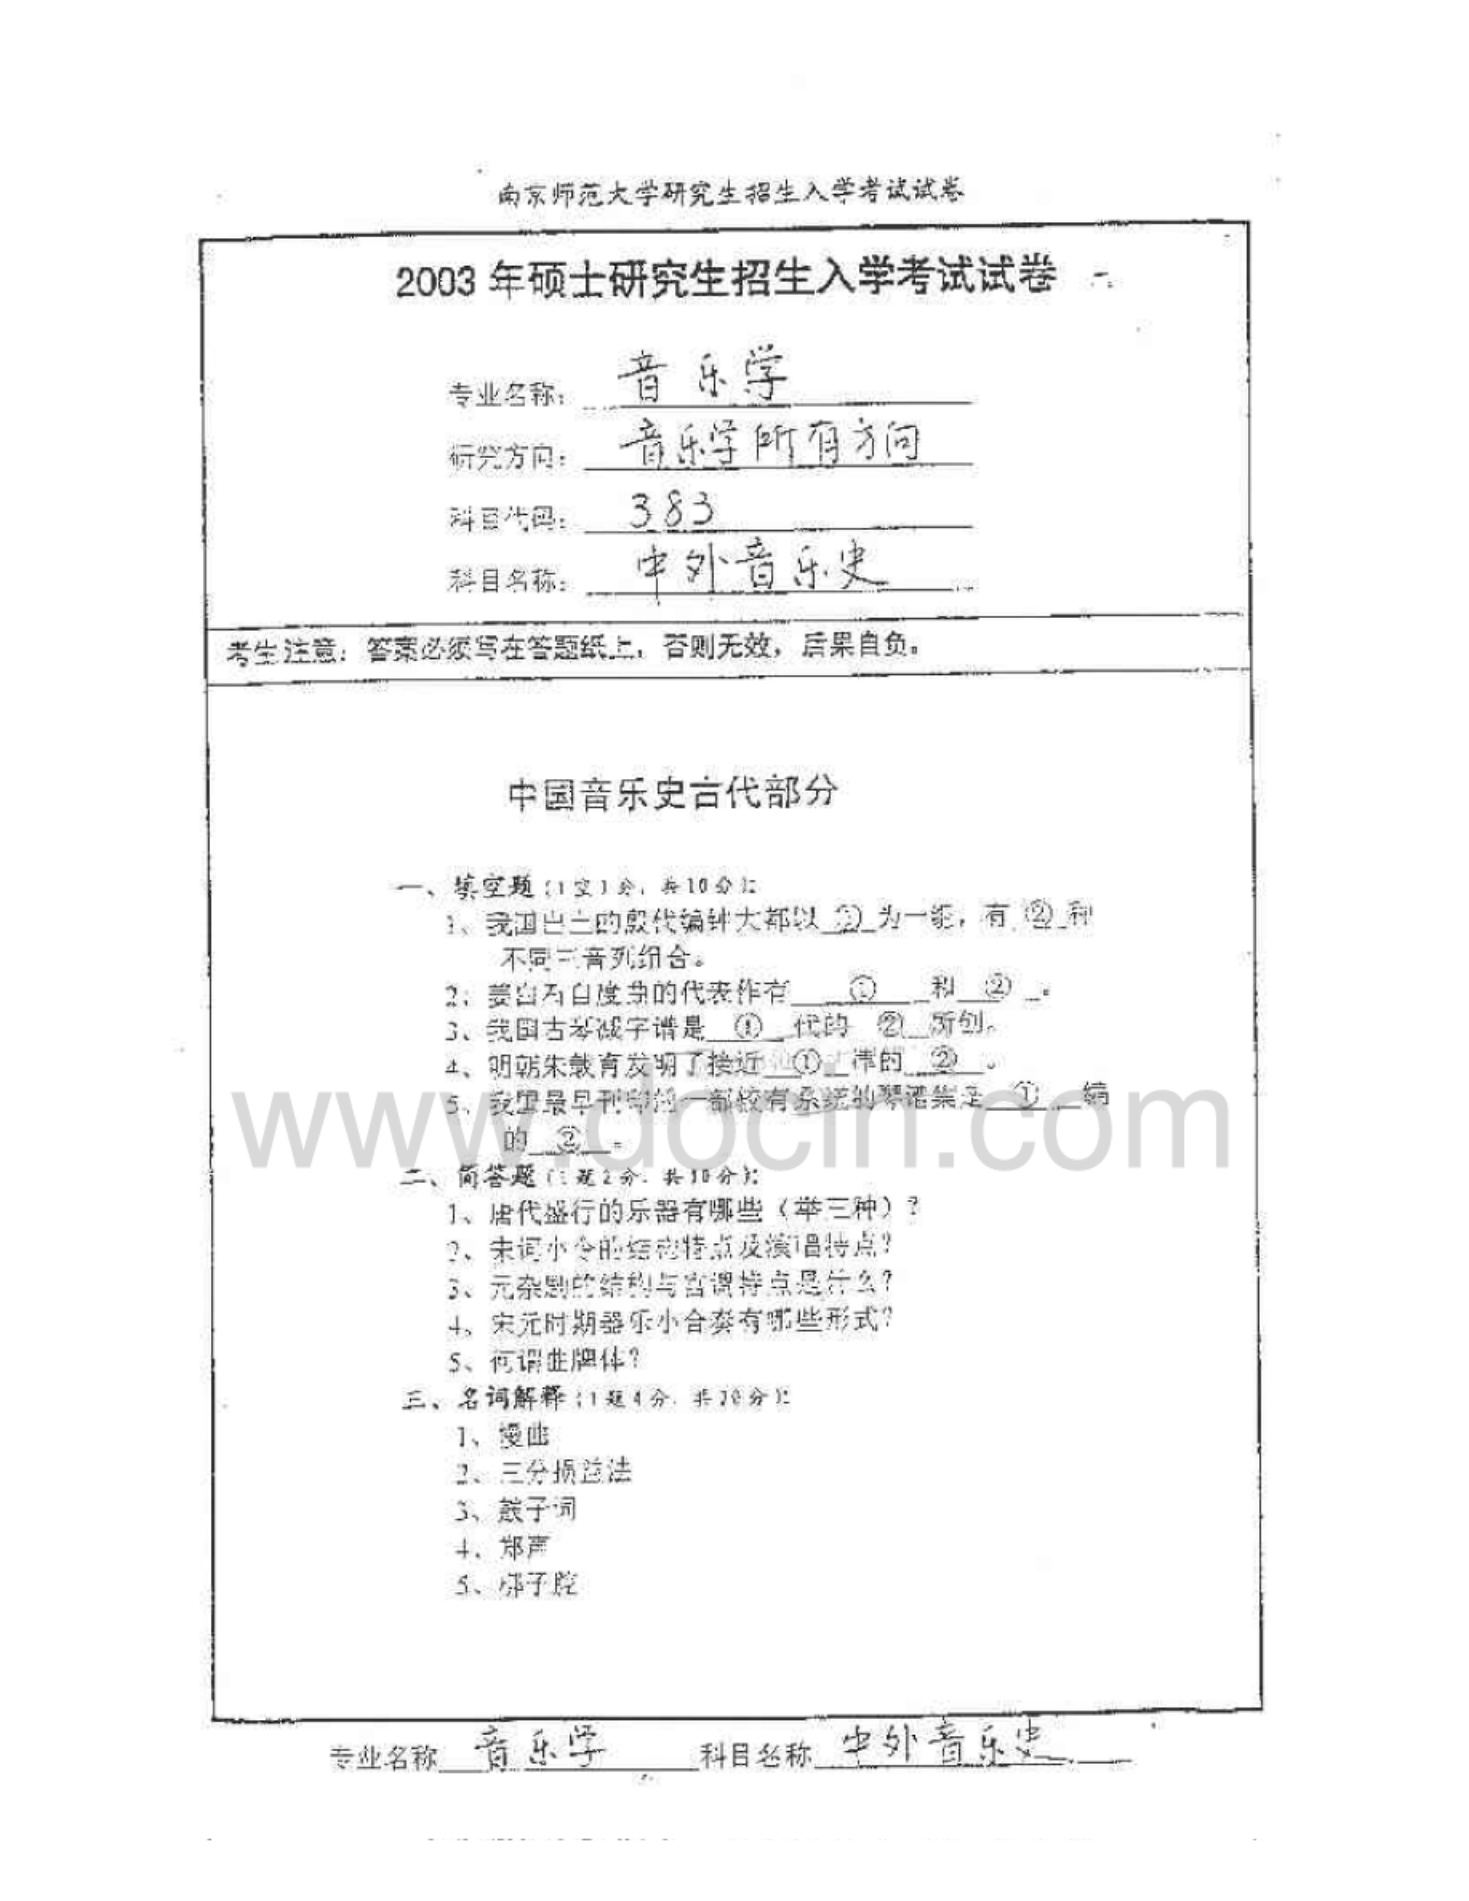 南京师范大学研究生招生入学考试试卷
2003 年硕士研究生招生入学考试试卷
专业名称： 音乐学
研究方向： 音乐学所有方向
科目代码： 383
科目名称： 中外音乐史
考生注意：答案必须写在答题纸上，否则无效，后果自负。
中国音乐史古代部分
一、填空题（1空1分，共10分）：
1、我国出土的殷代编钟大都以 ① 为一组，有 ② 种
不同三音列组合。
2、姜白石自度曲的代表作有 ① 和 ② 。
3、我国古琴减字谱是 ① 代的 ② 所创。
4、明朝朱载育发明了接近 ① 律的 ② 。
5、我国最早刊印的一部较有系统的琴谱集是 ① 编
的 ② 。
www.docin.com
二、简答题（1题2分，共10分）：
1、唐代盛行的乐器有哪些（举三种）？
2、宋词小令的结构特点及演唱特点？
3、元杂剧的结构与宫调特点是什么？
4、宋元时期器乐小合奏有哪些形式？
5、何谓曲牌体？
三、名词解释（1题4分，共20分）：
1、慢曲
2、三分损益法
3、鼓子词
4、郑声
5、梆子腔
专业名称 音乐学 科目名称 中外音乐史